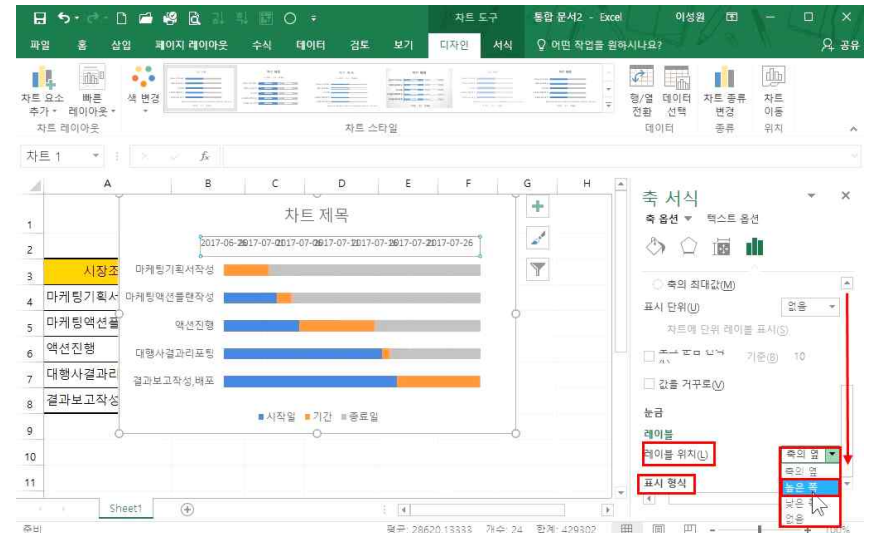 차트 도구
통합 문서2 - Excel
이성원
파일 홈 삽입 페이지 레이아웃 수식 데이터 검토 보기 디자인 서식 어떤 작업을 원하시나요? 공유
차트 요소 추가 빠른 레이아웃 색 변경 행/열 전환 데이터 선택 차트 종류 변경 차트 이동
차트 레이아웃 차트 스타일 데이터 종류 위치
차트 1 fx
A B C D E F G H
1 차트 제목
2
3 시장조 마케팅기획서작성
4 마케팅기획서 마케팅액션플랜작성
5 마케팅액션플 액션진행
6 액션진행 대행사결과리포팅
7 대행사결과리 결과보고작성,배포
8 결과보고작성
시작일 기간 종료일
9
10
11
Sheet1
준비 평균: 28620.13333 개수: 24 합계: 429302 100%
축 서식
축 옵션 텍스트 옵션
축의 최대값(M)
표시 단위(U) 없음
차트에 단위 레이블 표시(S)
기준(B) 10
값을 거꾸로(V)
눈금
레이블
레이블 위치(L) 축의 옆
축의 옆
표시 형식 높은 쪽
낮은
없음